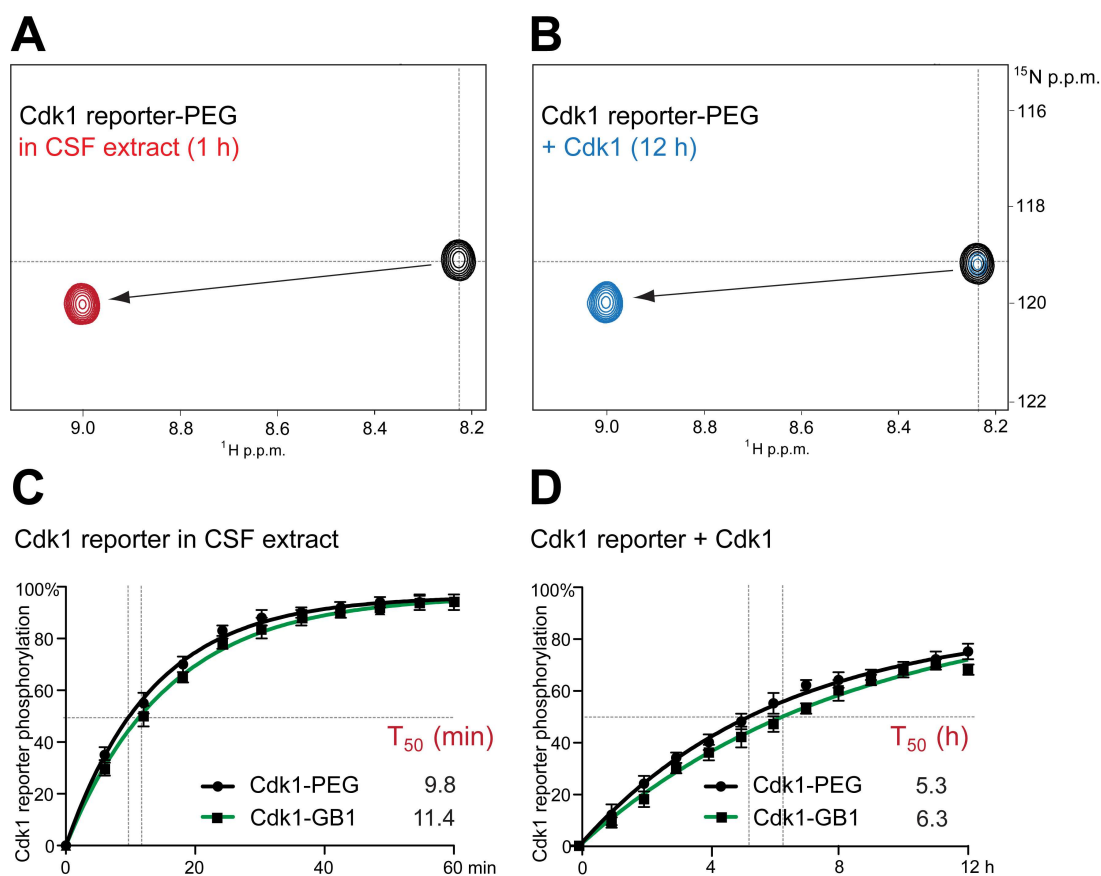 A
Cdk1 reporter-PEG
in CSF extract (1 h)
9.0 8.8 8.6 8.4 8.2
¹H p.p.m.
B
Cdk1 reporter-PEG
+ Cdk1 (12 h)
¹⁵N p.p.m.
116
118
120
122
9.0 8.8 8.6 8.4 8.2
¹H p.p.m.
C
Cdk1 reporter in CSF extract
Cdk1 reporter phosphorylation
100%
80
60
40
20
0
T₅₀ (min)
Cdk1-PEG 9.8
Cdk1-GB1 11.4
0 20 40 60 min
D
Cdk1 reporter + Cdk1
Cdk1 reporter phosphorylation
100%
80
60
40
20
0
T₅₀ (h)
Cdk1-PEG 5.3
Cdk1-GB1 6.3
0 4 8 12 h